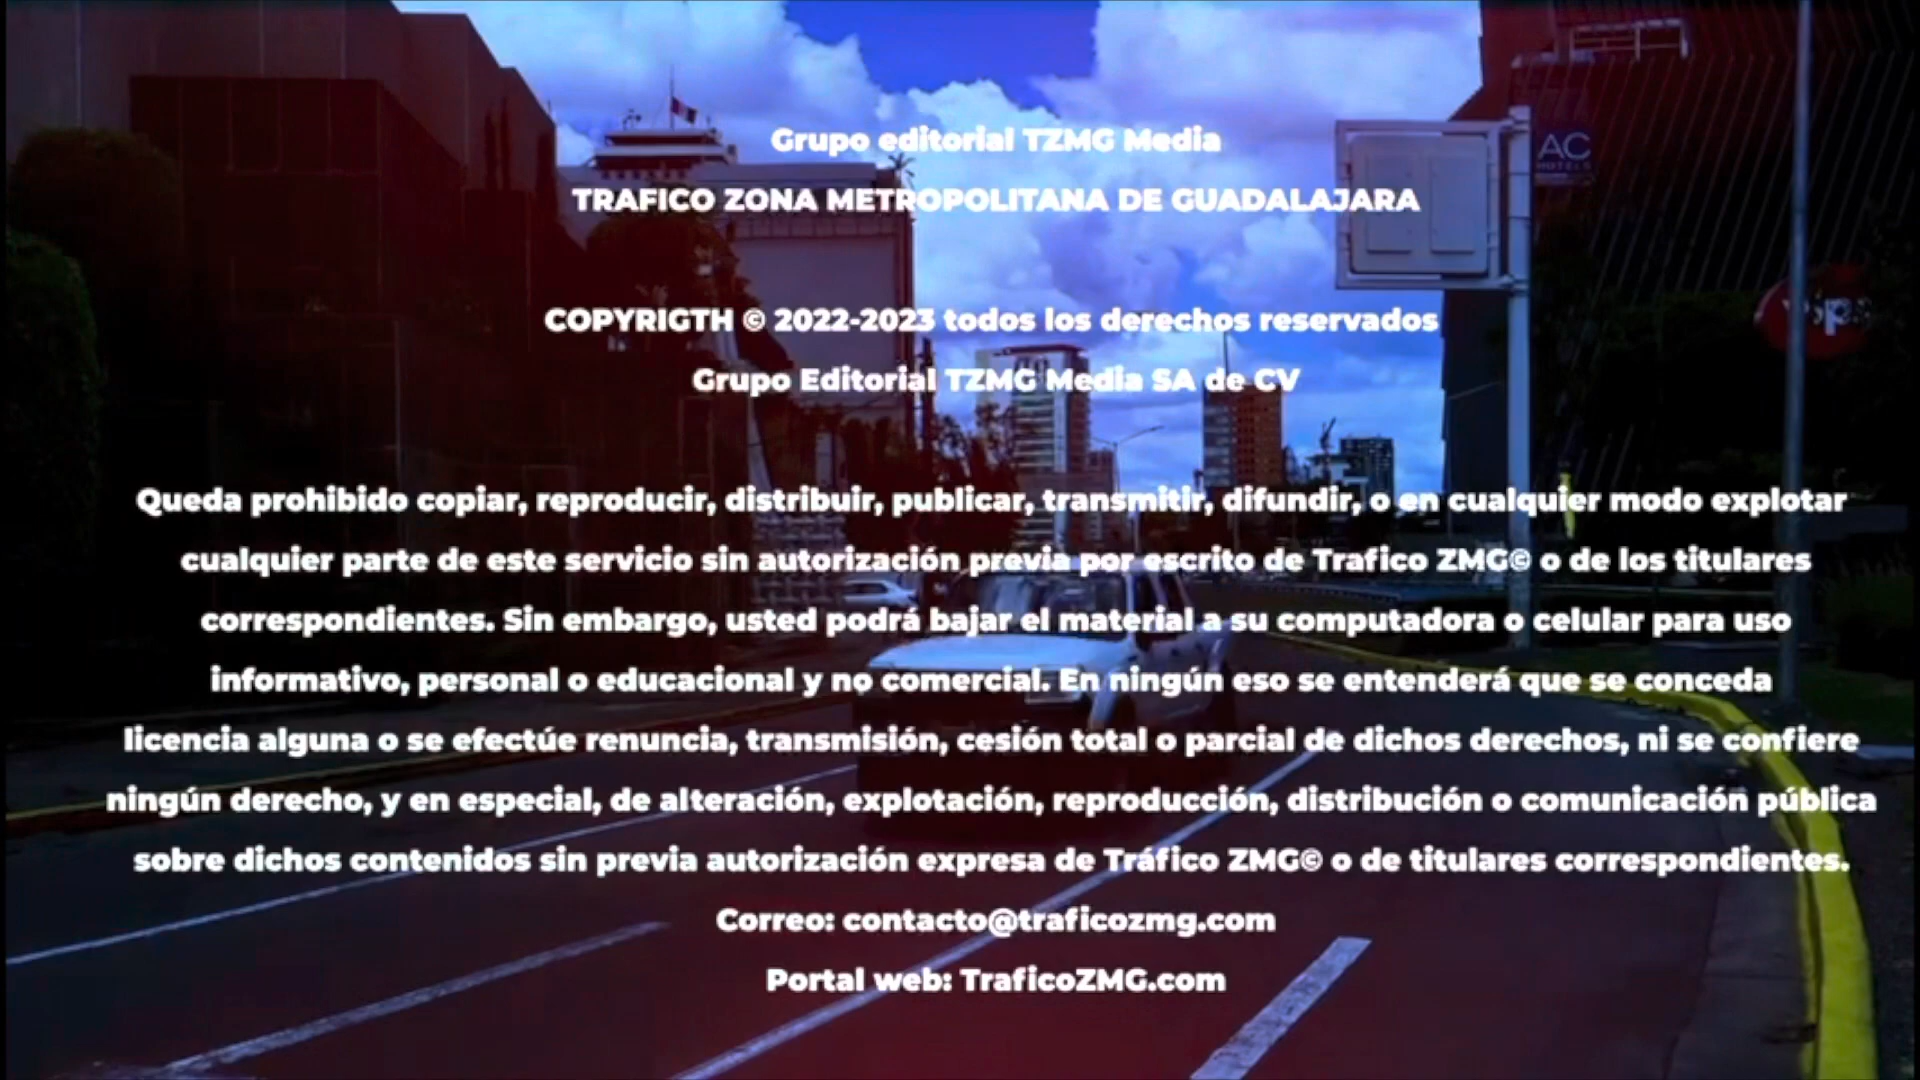 Grupo editorial TZMG Media
TRAFICO ZONA METROPOLITANA DE GUADALAJARA
COPYRIGTH © 2022-2023 todos los derechos reservados
Grupo Editorial TZMG Media SA de CV
Queda prohibido copiar, reproducir, distribuir, publicar, transmitir, difundir, o en cualquier modo explotar
cualquier parte de este servicio sin autorización previa por escrito de Trafico ZMG© o de los titulares
correspondientes. Sin embargo, usted podrá bajar el material a su computadora o celular para uso
informativo, personal o educacional y no comercial. En ningún eso se entenderá que se conceda
licencia alguna o se efectúe renuncia, transmisión, cesión total o parcial de dichos derechos, ni se confiere
ningún derecho, y en especial, de alteración, explotación, reproducción, distribución o comunicación pública
sobre dichos contenidos sin previa autorización expresa de Tráfico ZMG© o de titulares correspondientes.
Correo: contacto@traficozmg.com
Portal web: TraficoZMG.com
AC
HOTELS